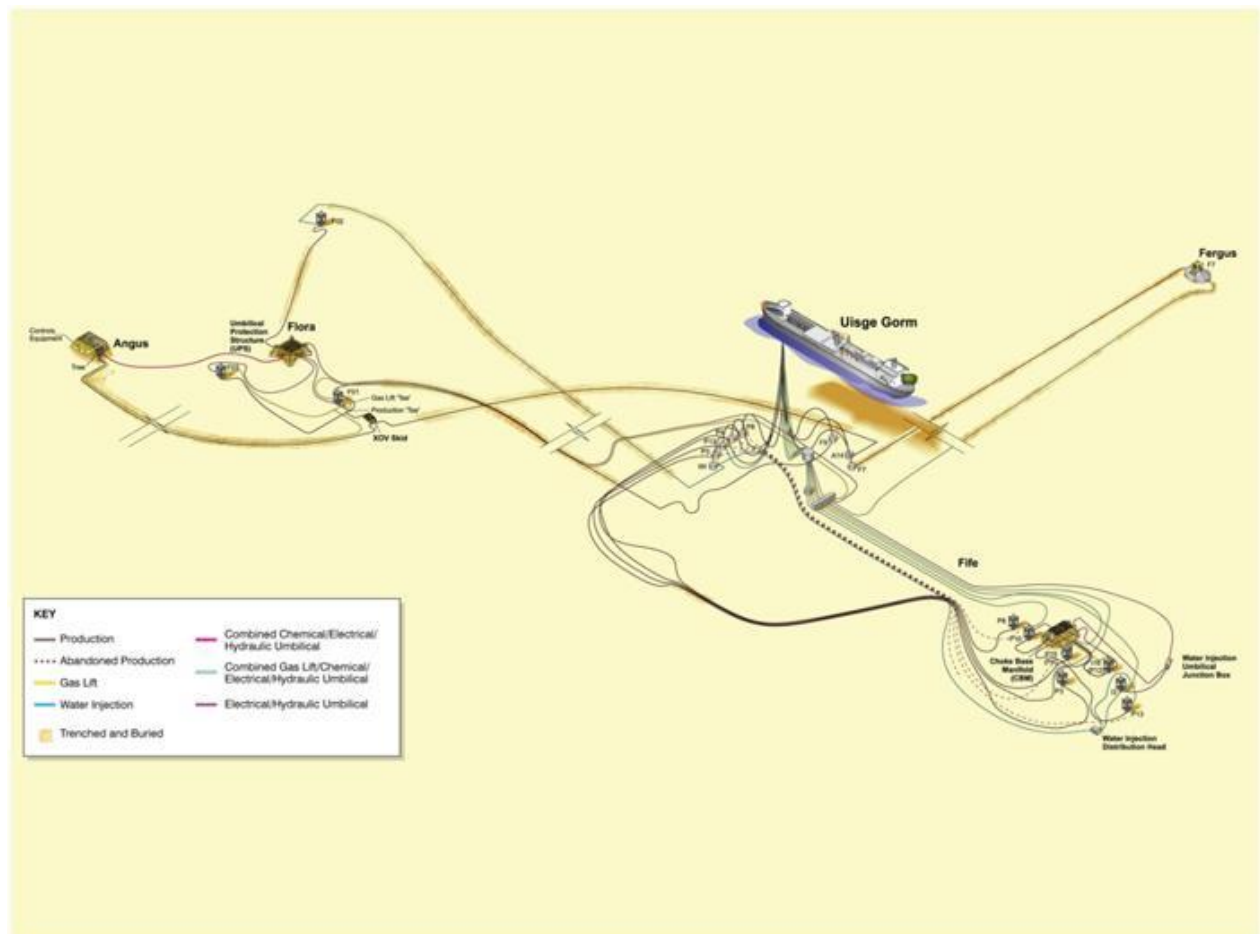 Fergus
F7
Uisge Gorm
Controls
Equipment
Angus
Tree
Umbilical
Protection
Structure
(UPS)
Flora
Gas Lift 'Tee'
Production 'Tee'
XOV Skid
Fife
Choke Base
Manifold
(CBM)
Water Injection
Umbilical
Junction Box
Water Injection
Distribution Head
KEY
Production
Abandoned Production
Gas Lift
Water Injection
Trenched and Buried
Combined Chemical/Electrical/
Hydraulic Umbilical
Combined Gas Lift/Chemical/
Electrical/Hydraulic Umbilical
Electrical/Hydraulic Umbilical